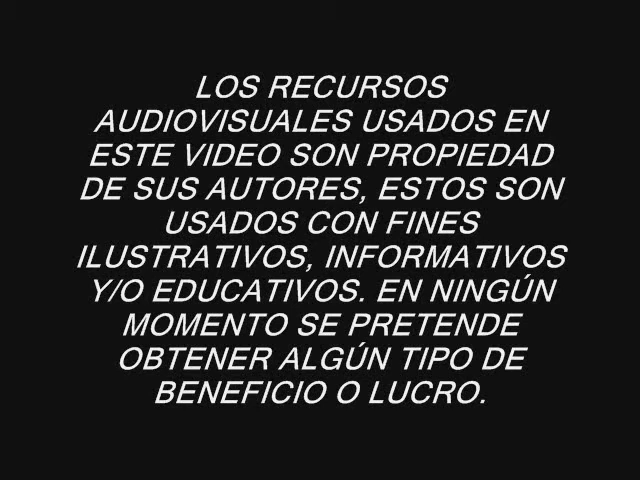 LOS RECURSOS
AUDIOVISUALES USADOS EN
ESTE VIDEO SON PROPIEDAD
DE SUS AUTORES, ESTOS SON
USADOS CON FINES
ILUSTRATIVOS, INFORMATIVOS
Y/O EDUCATIVOS. EN NINGÚN
MOMENTO SE PRETENDE
OBTENER ALGÚN TIPO DE
BENEFICIO O LUCRO.